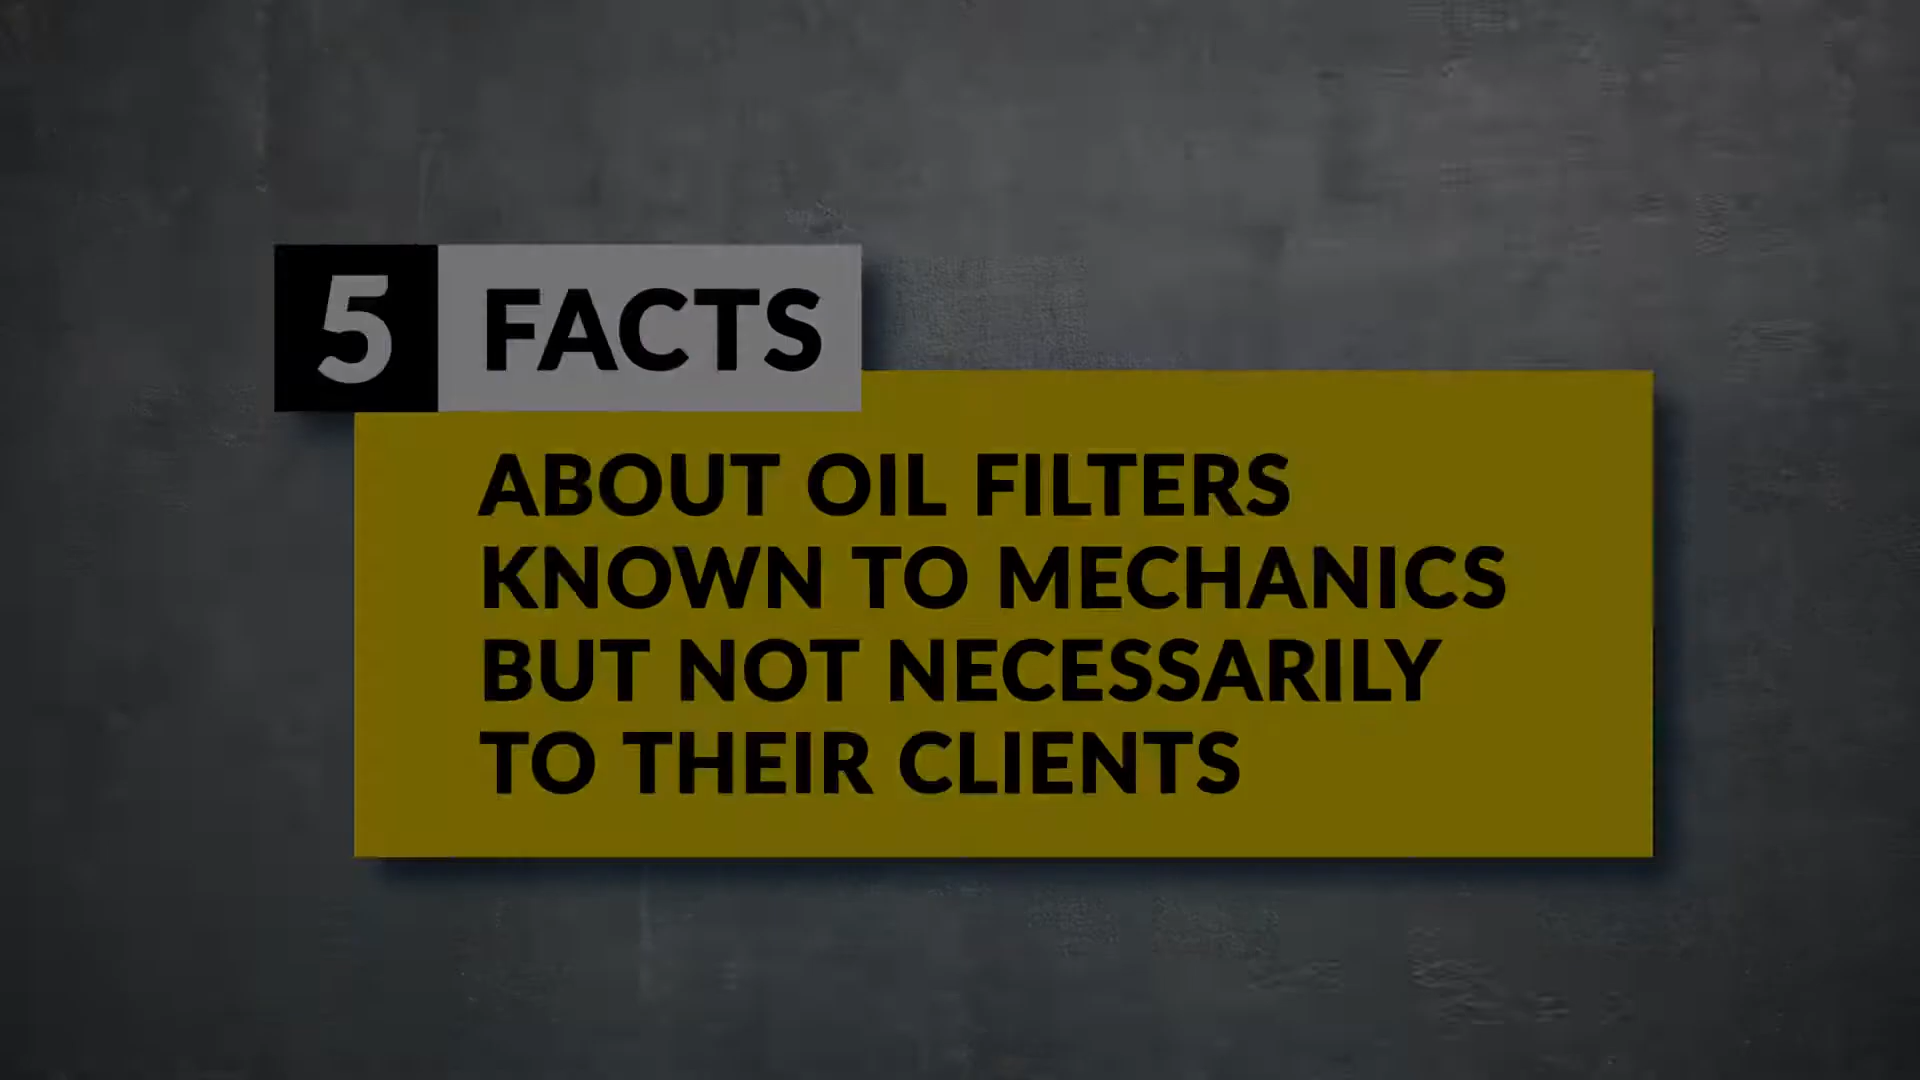 5 FACTS
ABOUT OIL FILTERS
KNOWN TO MECHANICS
BUT NOT NECESSARILY
TO THEIR CLIENTS